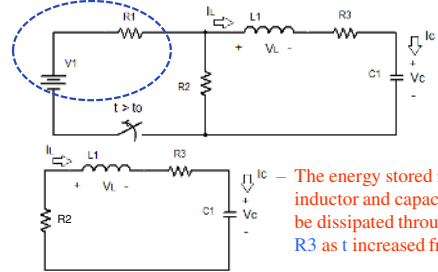 IL L1 R3
R1 + VL - Ic
V1 + Vc -
R2 C1
t > to
IL L1 R3
+ VL - Ic
R2 C1 + Vc -
– The energy stored
inductor and capac
be dissipated throu
R3 as t increased fr